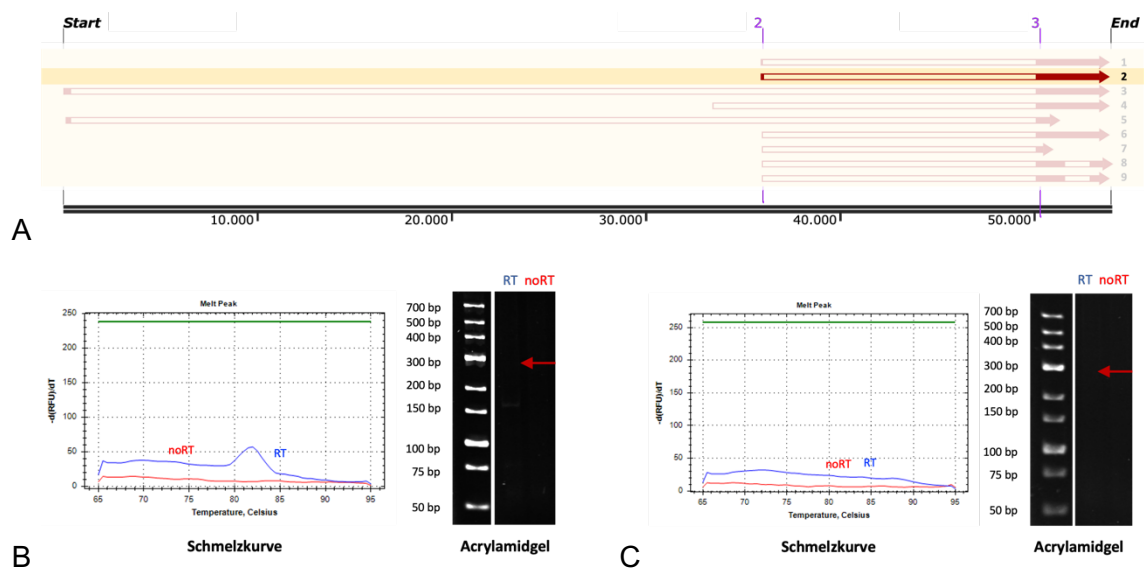 Start
2
3
End
1
2
3
4
5
6
7
8
9
10.000
20.000
30.000
40.000
50.000
A
Melt Peak
250
200
150
100
50
0
-d(RFU)/dT
noRT
RT
65 70 75 80 85 90 95
Temperature, Celsius
Schmelzkurve
RT noRT
700 bp
500 bp
400 bp
300 bp
200 bp
150 bp
100 bp
75 bp
50 bp
Acrylamidgel
B
Melt Peak
250
200
150
100
50
0
-d(RFU)/dT
noRT RT
65 70 75 80 85 90 95
Temperature, Celsius
Schmelzkurve
RT noRT
700 bp
500 bp
400 bp
300 bp
200 bp
150 bp
100 bp
75 bp
50 bp
Acrylamidgel
C